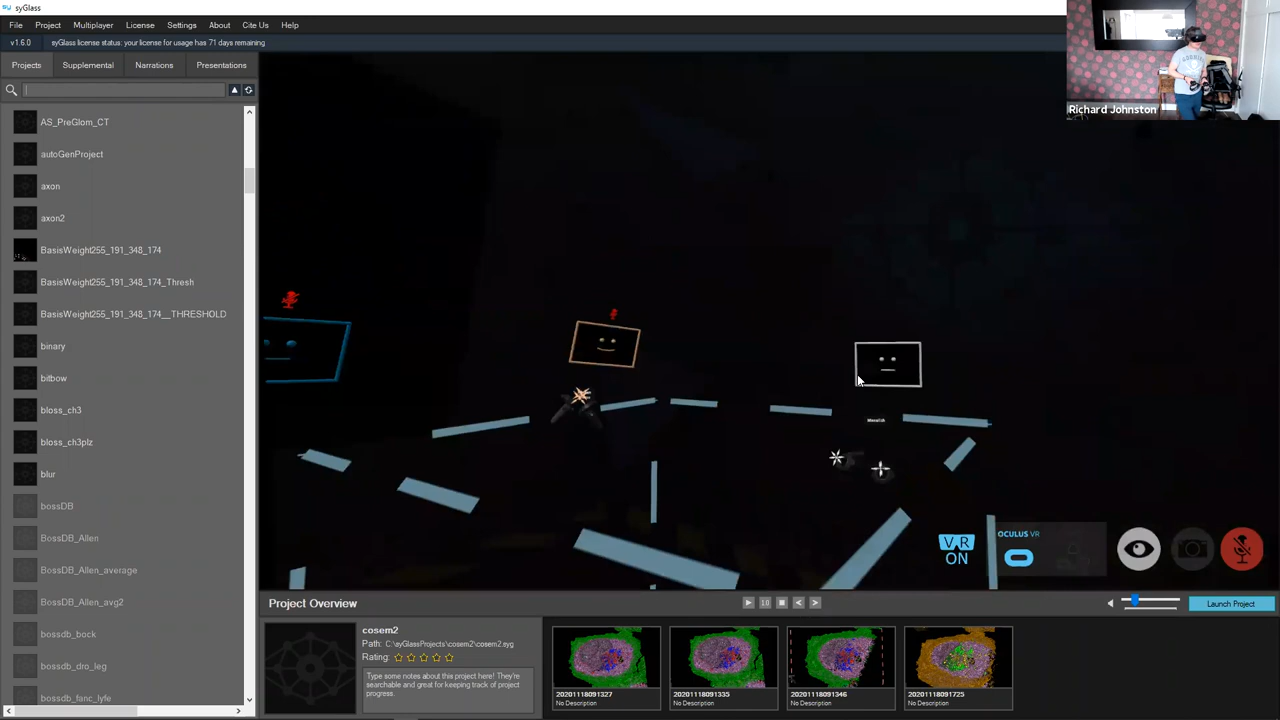 syGlass
File Project Multiplayer License Settings About Cite Us Help
v1.6.0 syGlass license status: your license for usage has 71 days remaining
Projects Supplemental Narrations Presentations
Richard Johnston
AS_PreGlom_CT
autoGenProject
axon
axon2
BasisWeight255_191_348_174
BasisWeight255_191_348_174_Thresh
BasisWeight255_191_348_174__THRESHOLD
binary
bitbow
bloss_ch3
bloss_ch3plz
blur
bossDB
BossDB_Allen
BossDB_Allen_average
BossDB_Allen_avg2
bossdb_bock
bossdb_dro_leg
bossdb_fanc_lyfe
VR
ON
OCULUS VR
Project Overview
1.0
Launch Project
cosem2
Path: C:\syGlassProjects\cosem2\cosem2.syg
Rating:
Type some notes about this project here! They're
searchable and great for keeping track of project
progress.
20201118091327
No Description
20201118091335
No Description
20201118091346
No Description
20201118091725
No Description